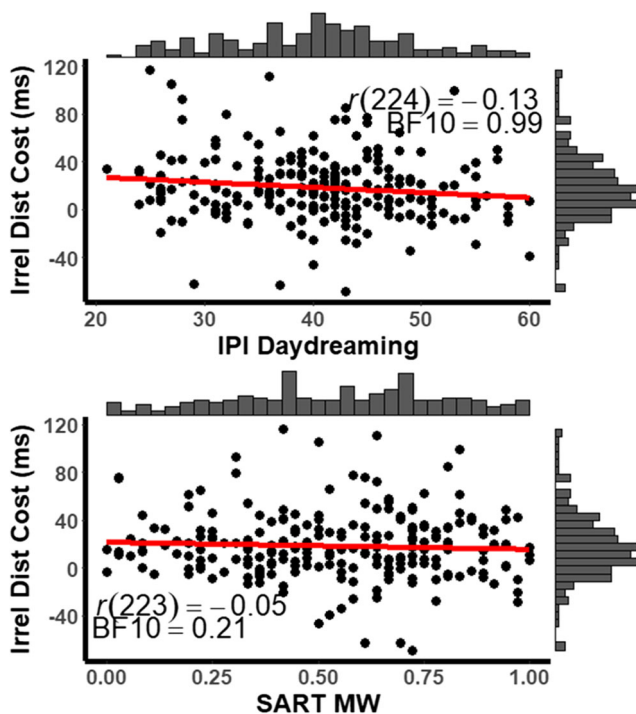 120
80
40
0
-40
Irrel Dist Cost (ms)
r(224) = −0.13
BF10 = 0.99
20 30 40 50 60
IPI Daydreaming
120
80
40
0
-40
Irrel Dist Cost (ms)
r(223) = −0.05
BF10 = 0.21
0.00 0.25 0.50 0.75 1.00
SART MW